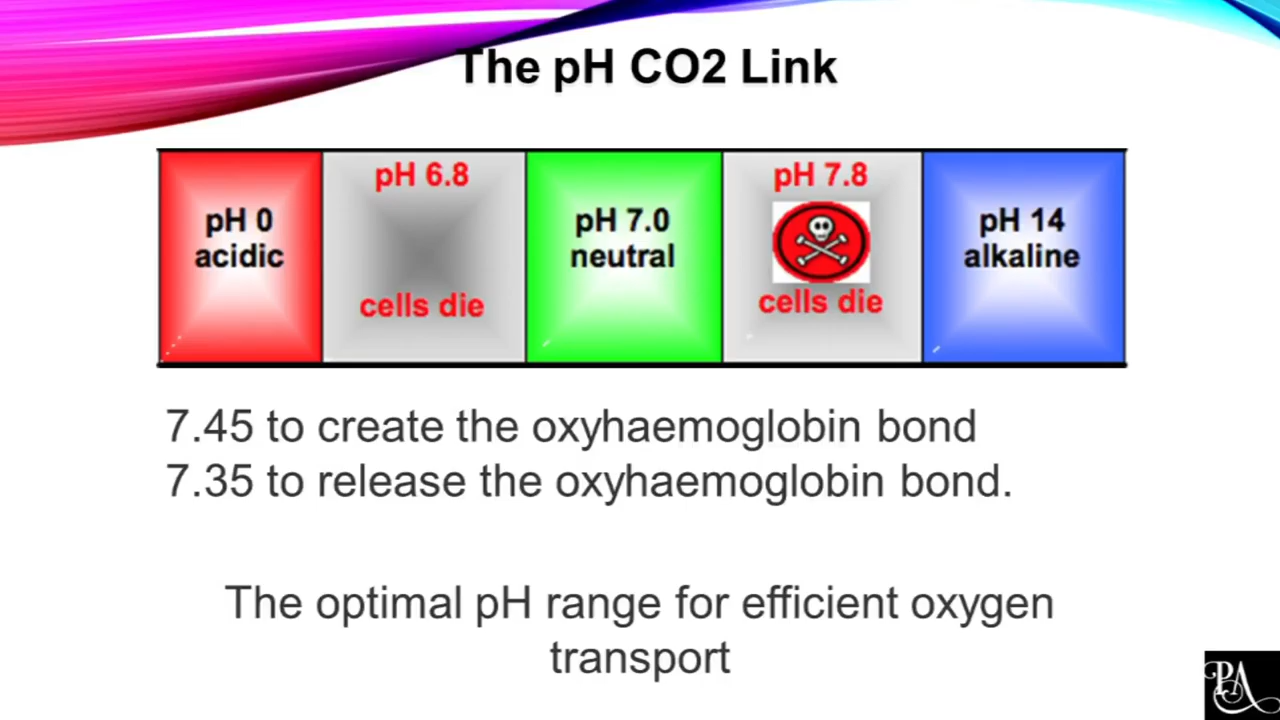 The pH CO2 Link
pH 0
acidic
pH 6.8
cells die
pH 7.0
neutral
pH 7.8
cells die
pH 14
alkaline
7.45 to create the oxyhaemoglobin bond
7.35 to release the oxyhaemoglobin bond.
The optimal pH range for efficient oxygen
transport
PA